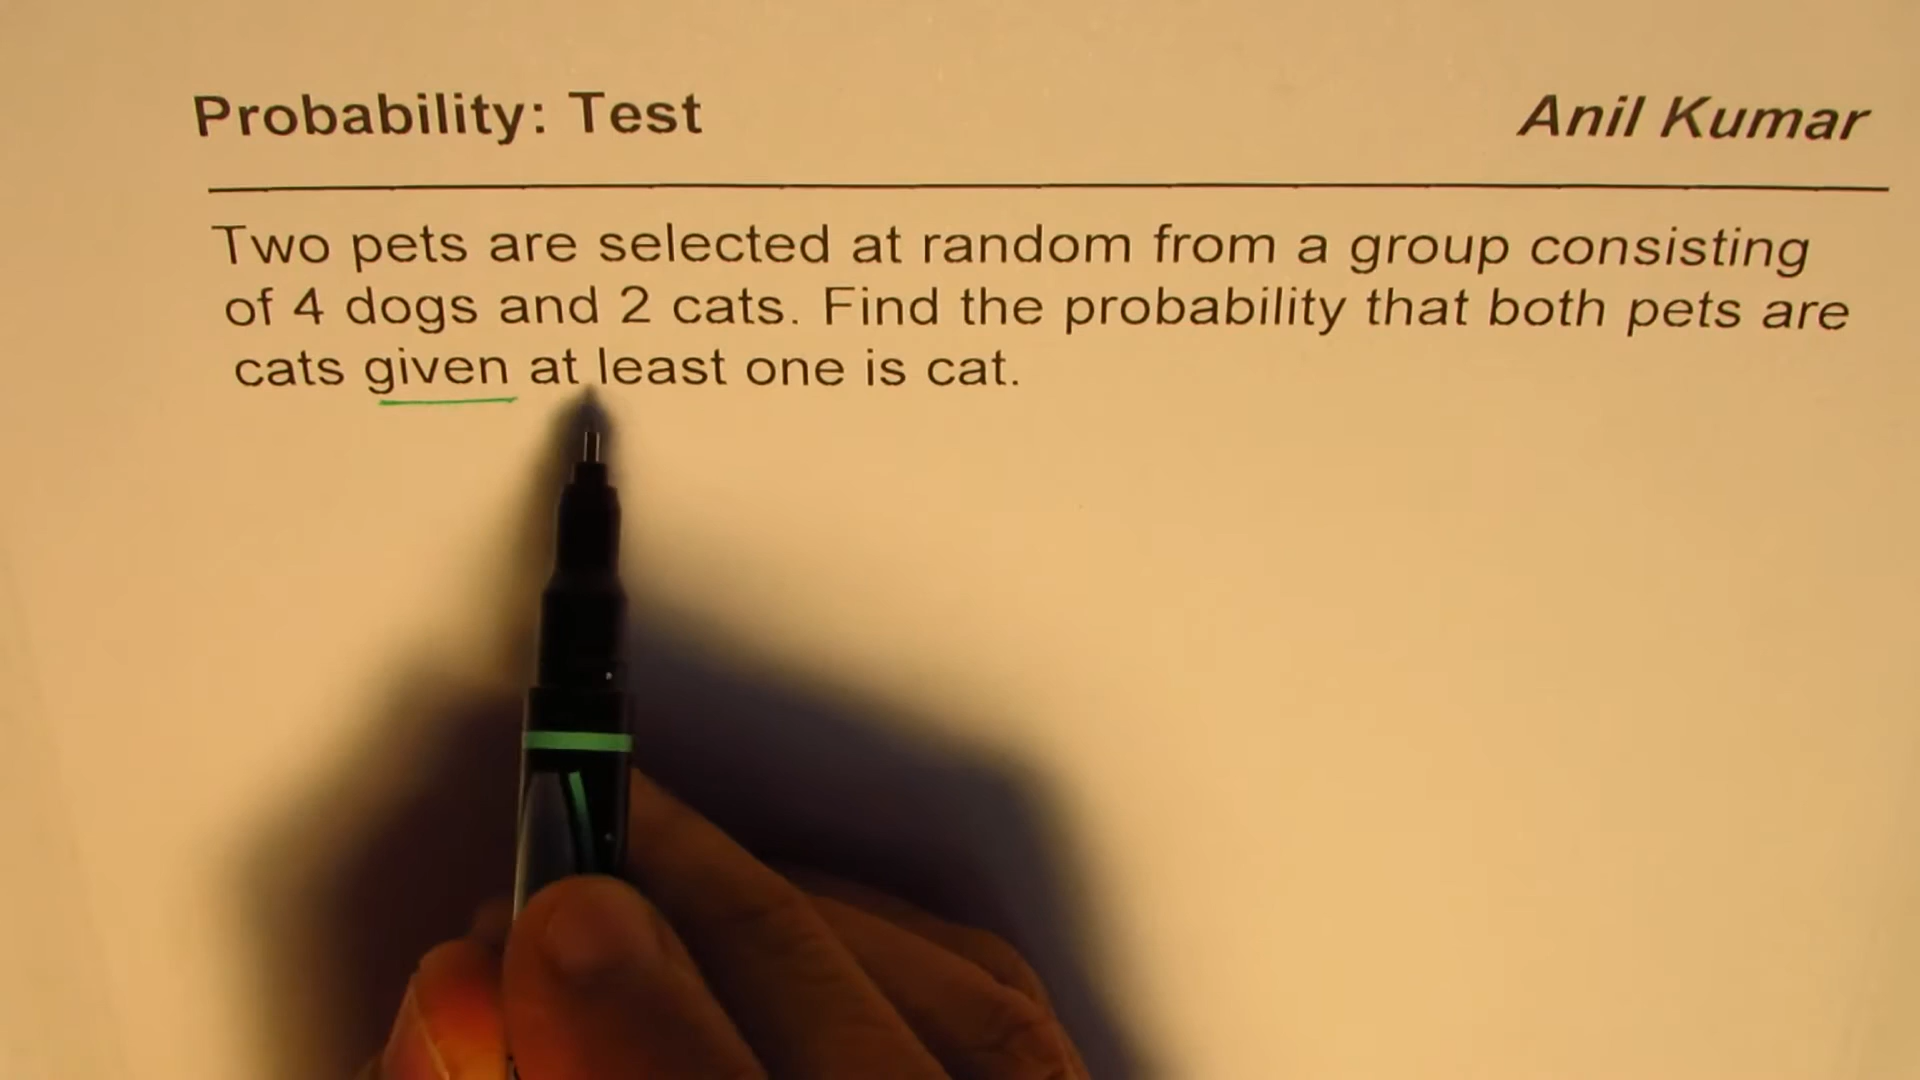 Probability: Test
Anil Kumar
Two pets are selected at random from a group consisting
of 4 dogs and 2 cats. Find the probability that both pets are
cats given at least one is cat.